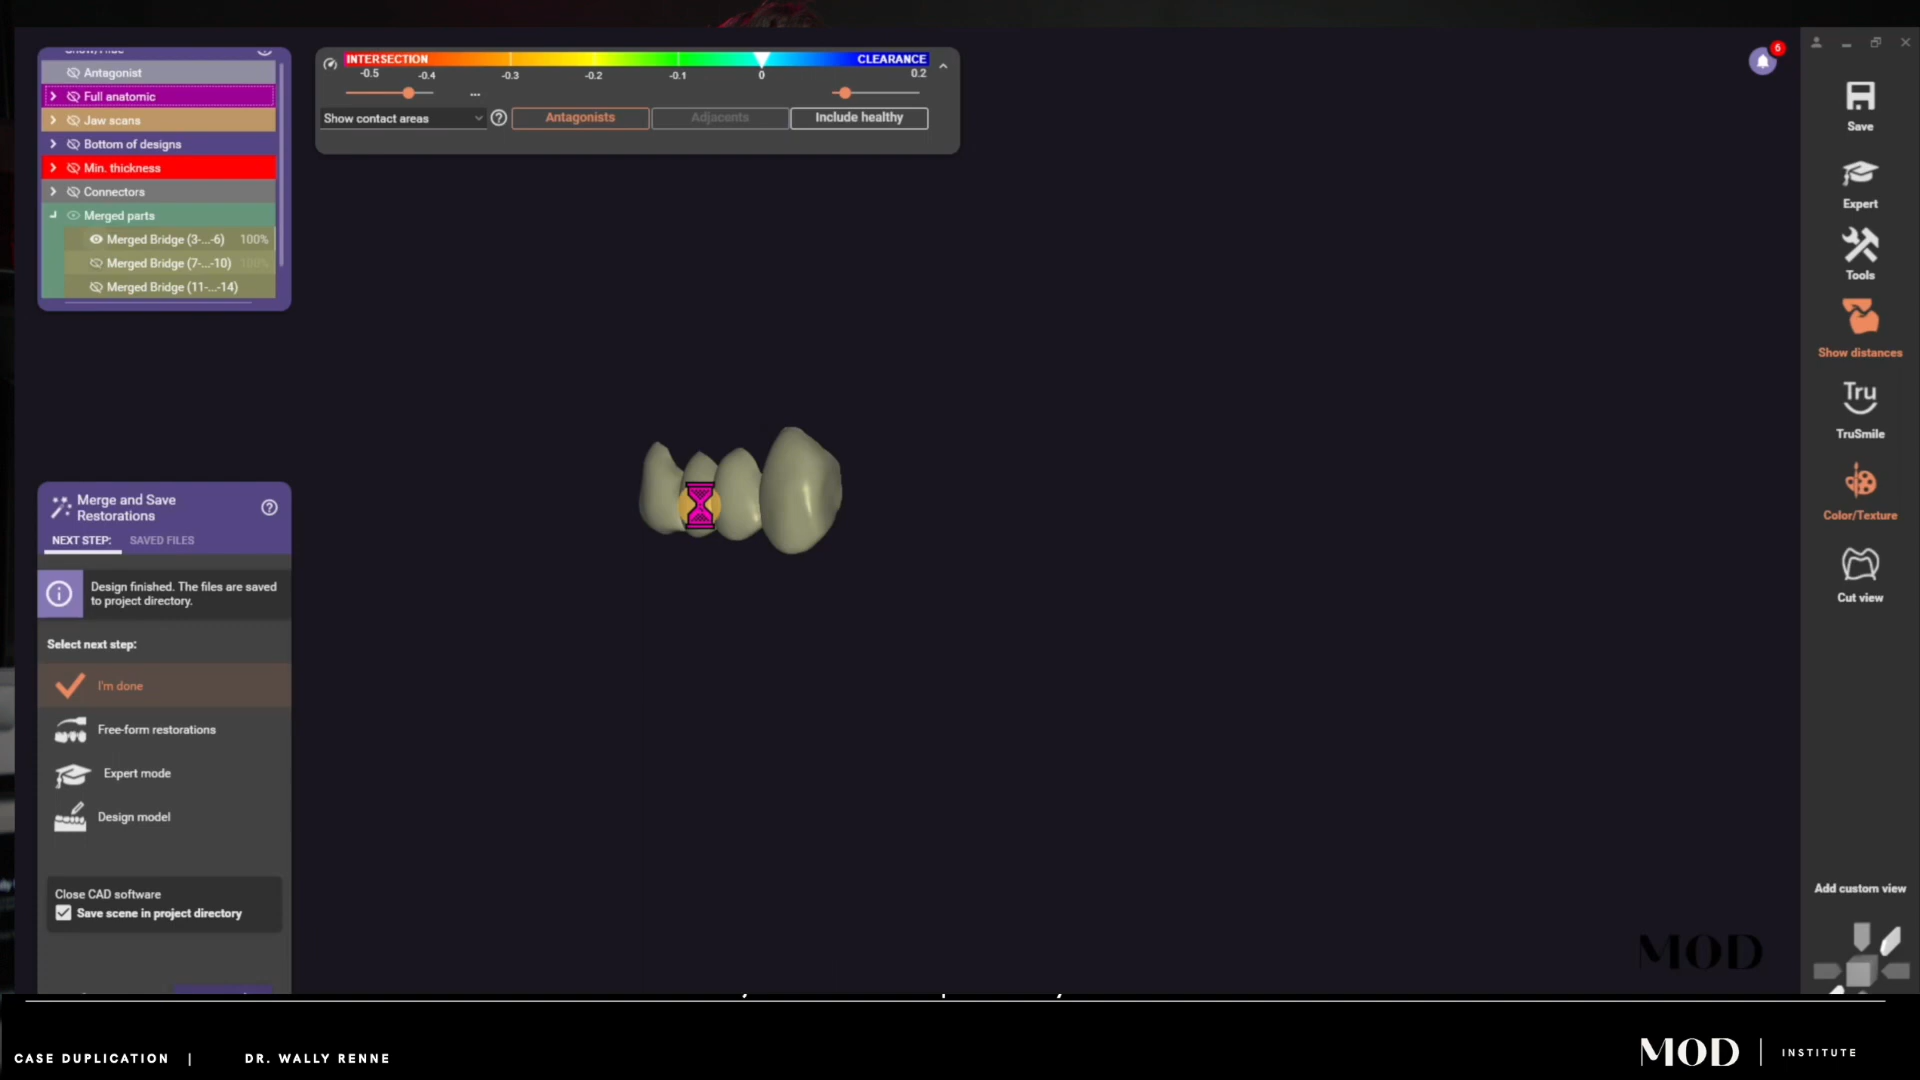 Show/Hide
Antagonist
Full anatomic
Jaw scans
Bottom of designs
Min. thickness
Connectors
Merged parts
Merged Bridge (3-...-6) 100%
Merged Bridge (7-...-10) 100%
Merged Bridge (11-...-14)
INTERSECTION CLEARANCE
-0.5 -0.4 -0.3 -0.2 -0.1 0 0.2
...
Show contact areas ? Antagonists Adjacents Include healthy
6
Save
Expert
Tools
Show distances
Tru
TruSmile
Color/Texture
Cut view
Add custom view
Merge and Save
Restorations
?
NEXT STEP: SAVED FILES
Design finished. The files are saved
to project directory.
Select next step:
I'm done
Free-form restorations
Expert mode
Design model
Close CAD software
Save scene in project directory
MOD
CASE DUPLICATION | DR. WALLY RENNE
MOD | INSTITUTE